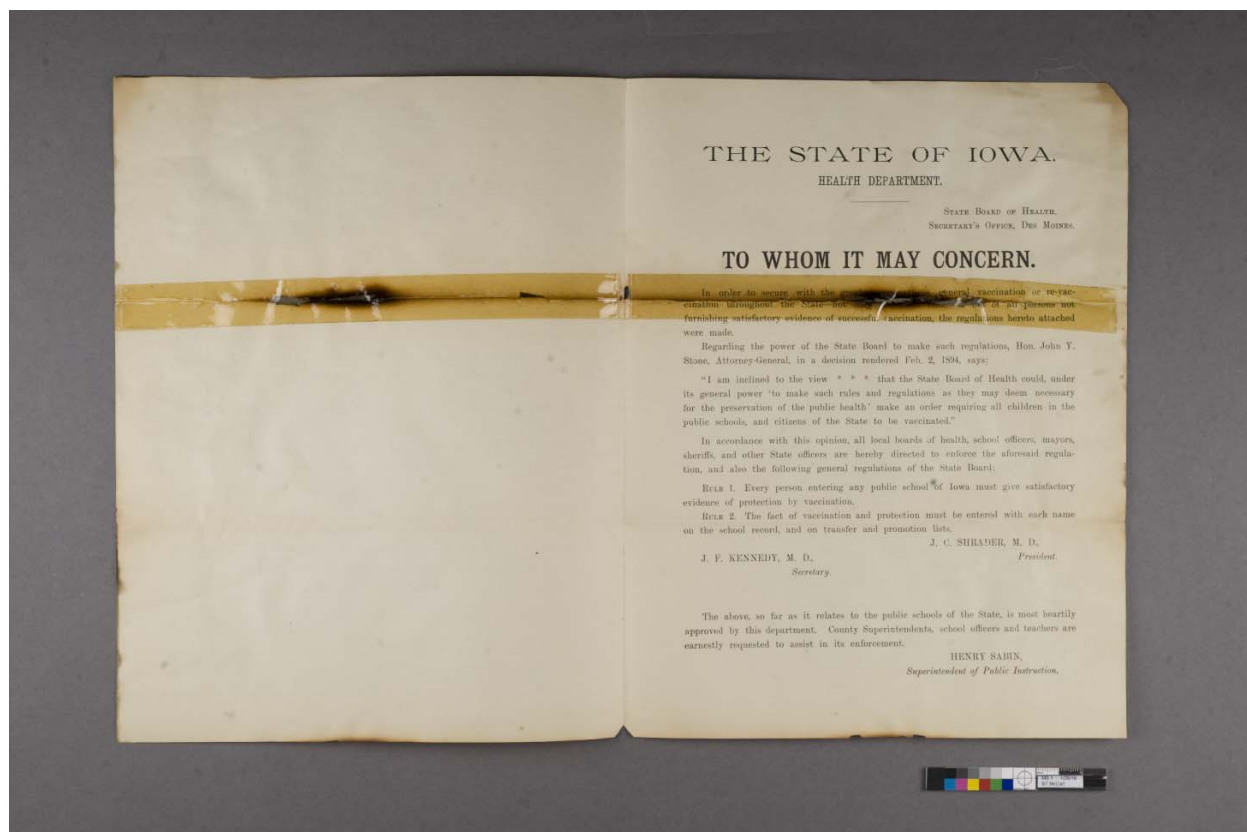 THE STATE OF IOWA.
HEALTH DEPARTMENT.
STATE BOARD OF HEALTH.
SECRETARY'S OFFICE, DES MOINES.
TO WHOM IT MAY CONCERN.
In order to secure with the general vaccination or re-vac-
cination throughout the State not of all persons not
furnishing satisfactory evidence of successful vaccination, the regulations hereto attached
were made.
Regarding the power of the State Board to make such regulations, Hon. John Y.
Stone, Attorney-General, in a decision rendered Feb. 2, 1894, says:
"I am inclined to the view * * * that the State Board of Health could, under
its general power 'to make such rules and regulations as they may deem necessary
for the preservation of the public health' make an order requiring all children in the
public schools, and citizens of the State to be vaccinated."
In accordance with this opinion, all local boards of health, school officers, mayors,
sheriffs, and other State officers are hereby directed to enforce the aforesaid regula-
tion, and also the following general regulations of the State Board:
RULE 1. Every person entering any public school of Iowa must give satisfactory
evidence of protection by vaccination.
RULE 2. The fact of vaccination and protection must be entered with each name
on the school record, and on transfer and promotion lists.
J. C. SHRADER, M. D.,
President.
J. F. KENNEDY, M. D.,
Secretary.
The above, so far as it relates to the public schools of the State, is most heartily
approved by this department. County Superintendents, school officers and teachers are
earnestly requested to assist in its enforcement.
HENRY SABIN,
Superintendent of Public Instruction.